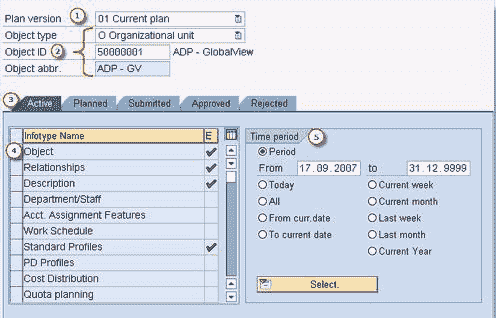 Plan version 1 01 Current plan
Object type O Organizational unit
Object ID 2 50000001 ADP - GlobalView
Object abbr. ADP - GV
3 Active Planned Submitted Approved Rejected
Infotype Name E
4 Object
Relationships
Description
Department/Staff
Acct. Assignment Features
Work Schedule
Standard Profiles
PD Profiles
Cost Distribution
Quota planning
Time period 5
Period
From 17.09.2007 to 31.12.9999
Today Current week
All Current month
From curr.date Last week
To current date Last month
Current Year
Select.